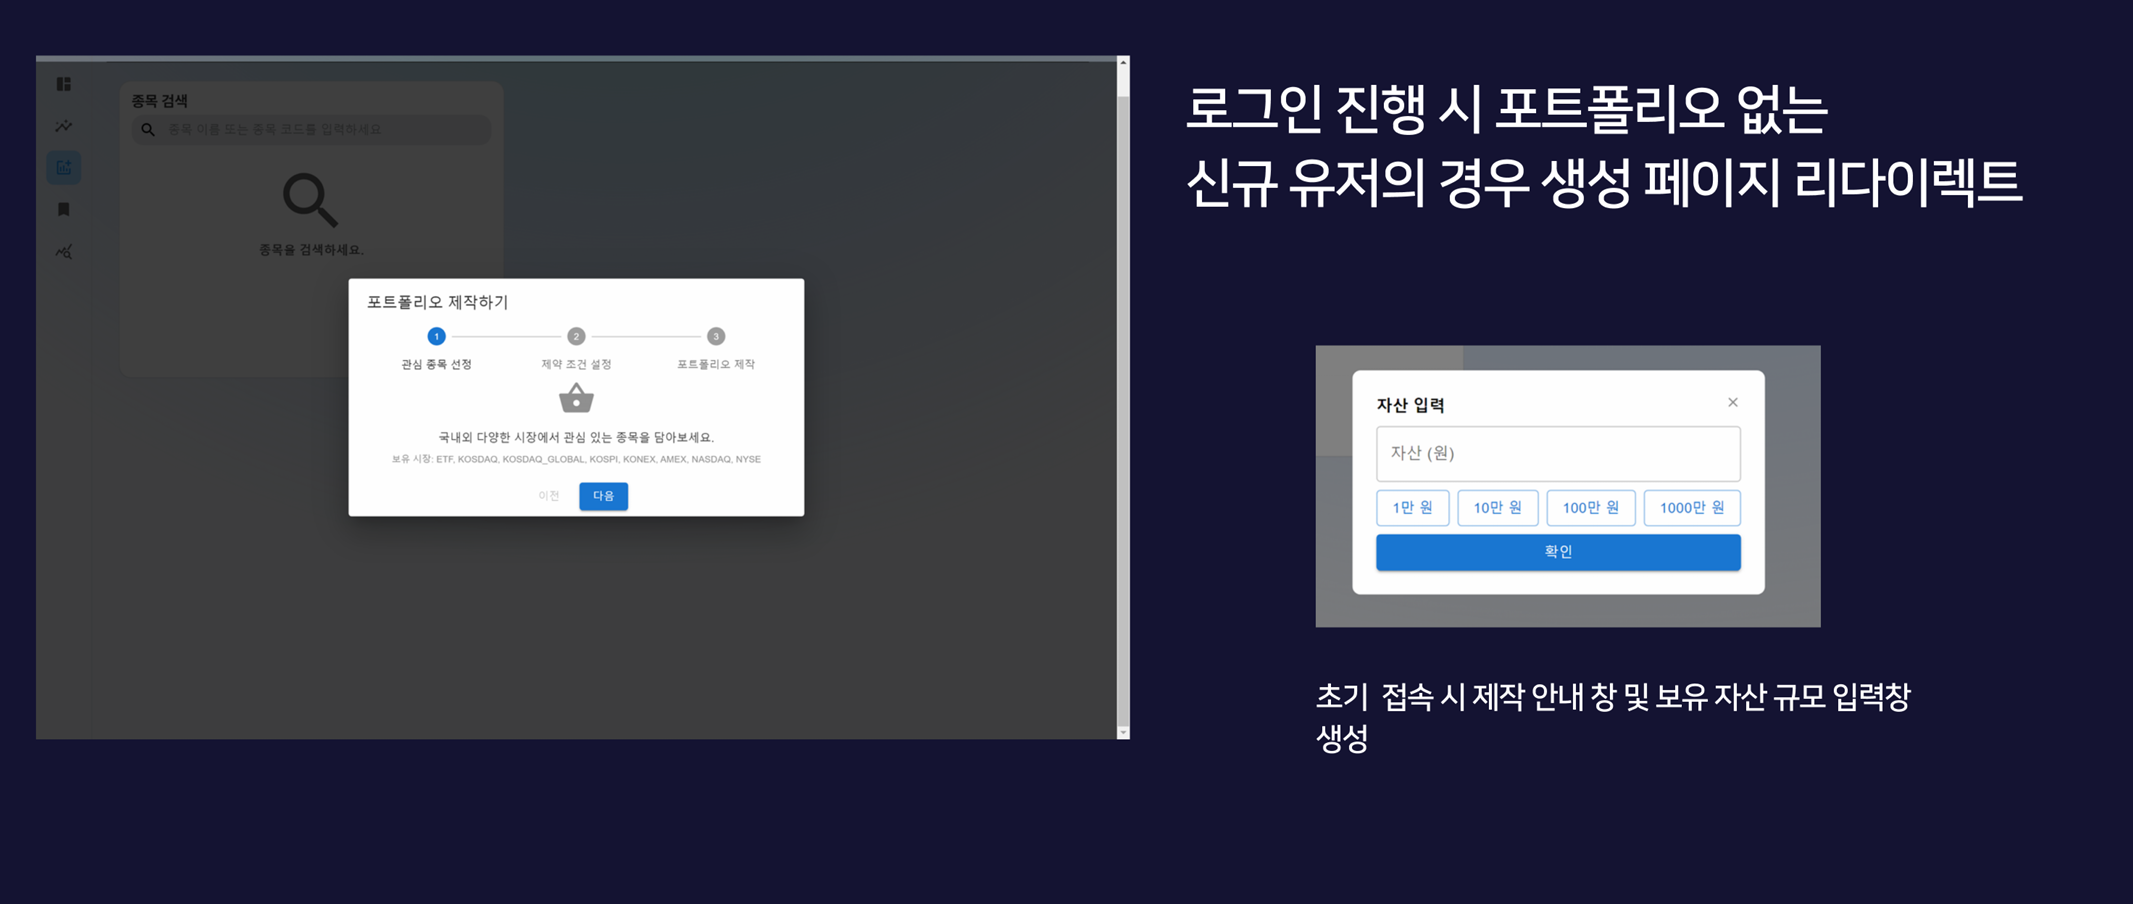 종목 검색
종목 이름 또는 종목 코드를 입력하세요
종목을 검색하세요.
포트폴리오 제작하기
1
2
3
관심 종목 선정
제약 조건 설정
포트폴리오 제작
국내외 다양한 시장에서 관심 있는 종목을 담아보세요.
보유 시장: ETF, KOSDAQ, KOSDAQ_GLOBAL, KOSPI, KONEX, AMEX, NASDAQ, NYSE
이전
다음
로그인 진행 시 포트폴리오 없는
신규 유저의 경우 생성 페이지 리다이렉트
자산 입력
자산 (원)
1만 원
10만 원
100만 원
1000만 원
확인
초기 접속 시 제작 안내 창 및 보유 자산 규모 입력창
생성